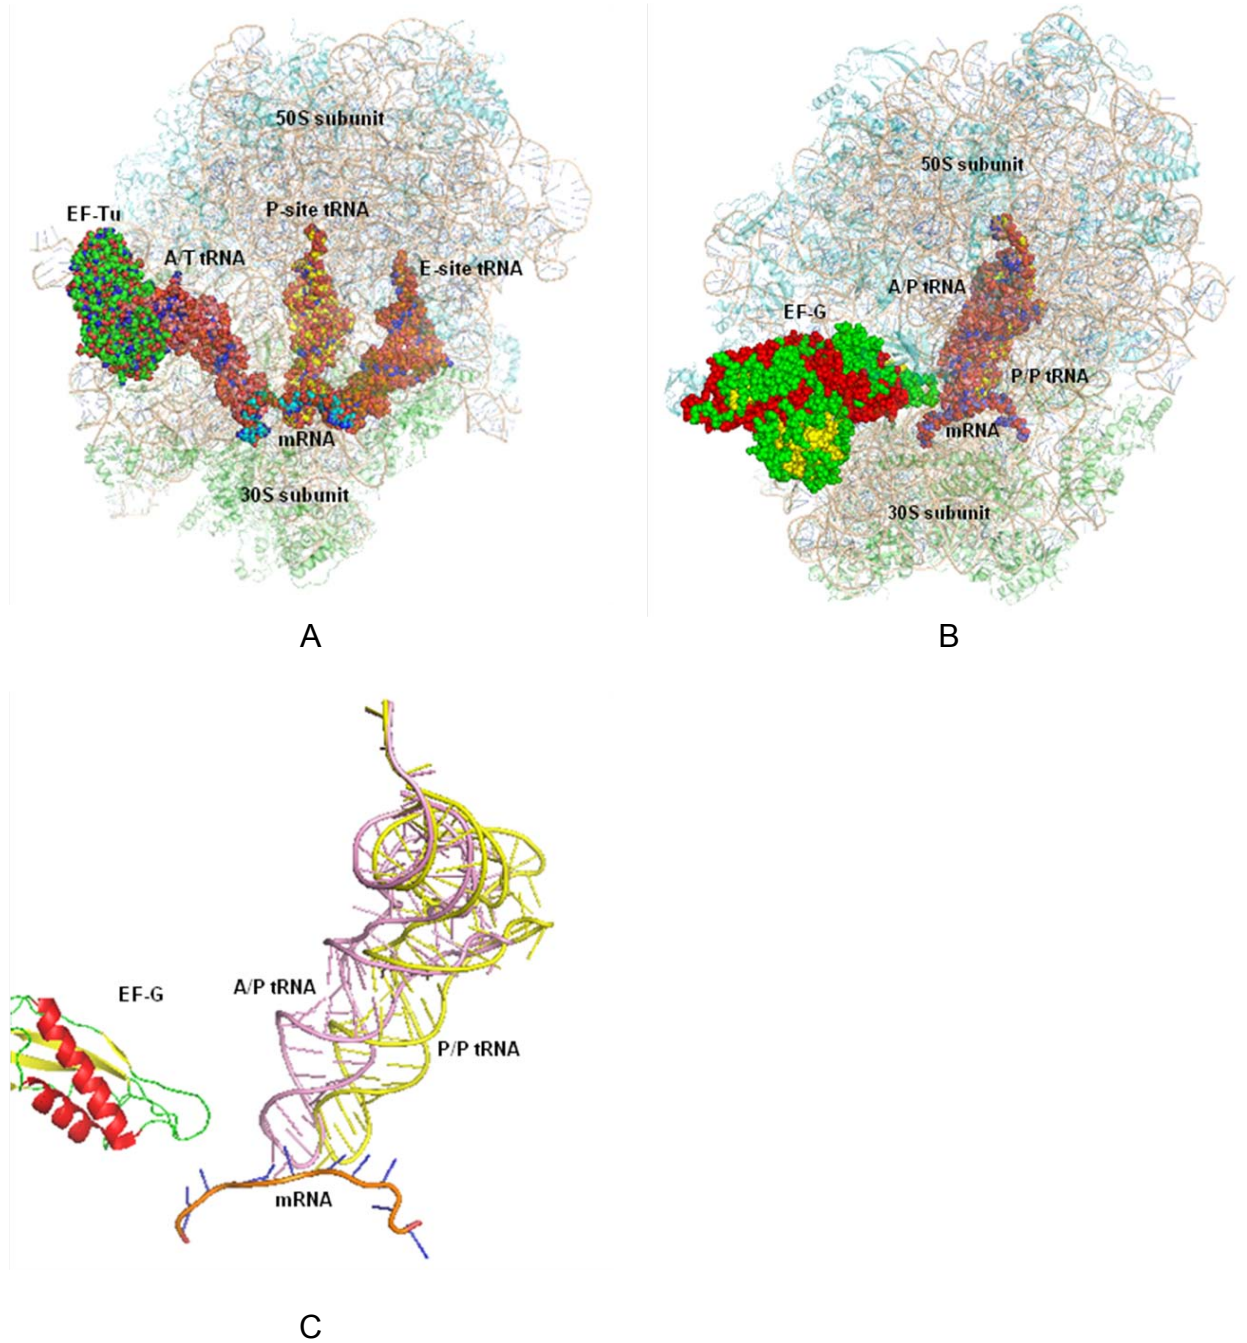 50S subunit
P-site tRNA
EF-Tu
A/T tRNA
E-site tRNA
mRNA
30S subunit
A
50S subunit
A/P tRNA
EF-G
P/P tRNA
mRNA
30S subunit
B
EF-G
A/P tRNA
P/P tRNA
mRNA
C